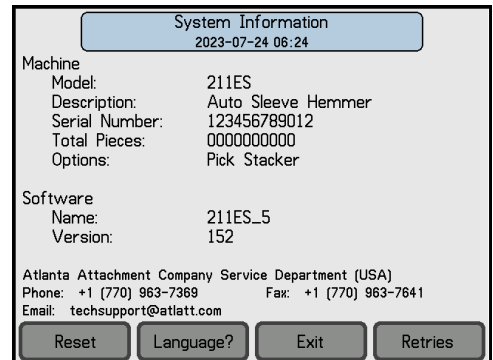 System Information
2023-07-24 06:24
Machine
Model: 211ES
Description: Auto Sleeve Hemmer
Serial Number: 123456789012
Total Pieces: 0000000000
Options: Pick Stacker
Software
Name: 211ES_5
Version: 152
Atlanta Attachment Company Service Department (USA)
Phone: +1 (770) 963-7369 Fax: +1 (770) 963-7641
Email: techsupport@atlatt.com
Reset Language? Exit Retries